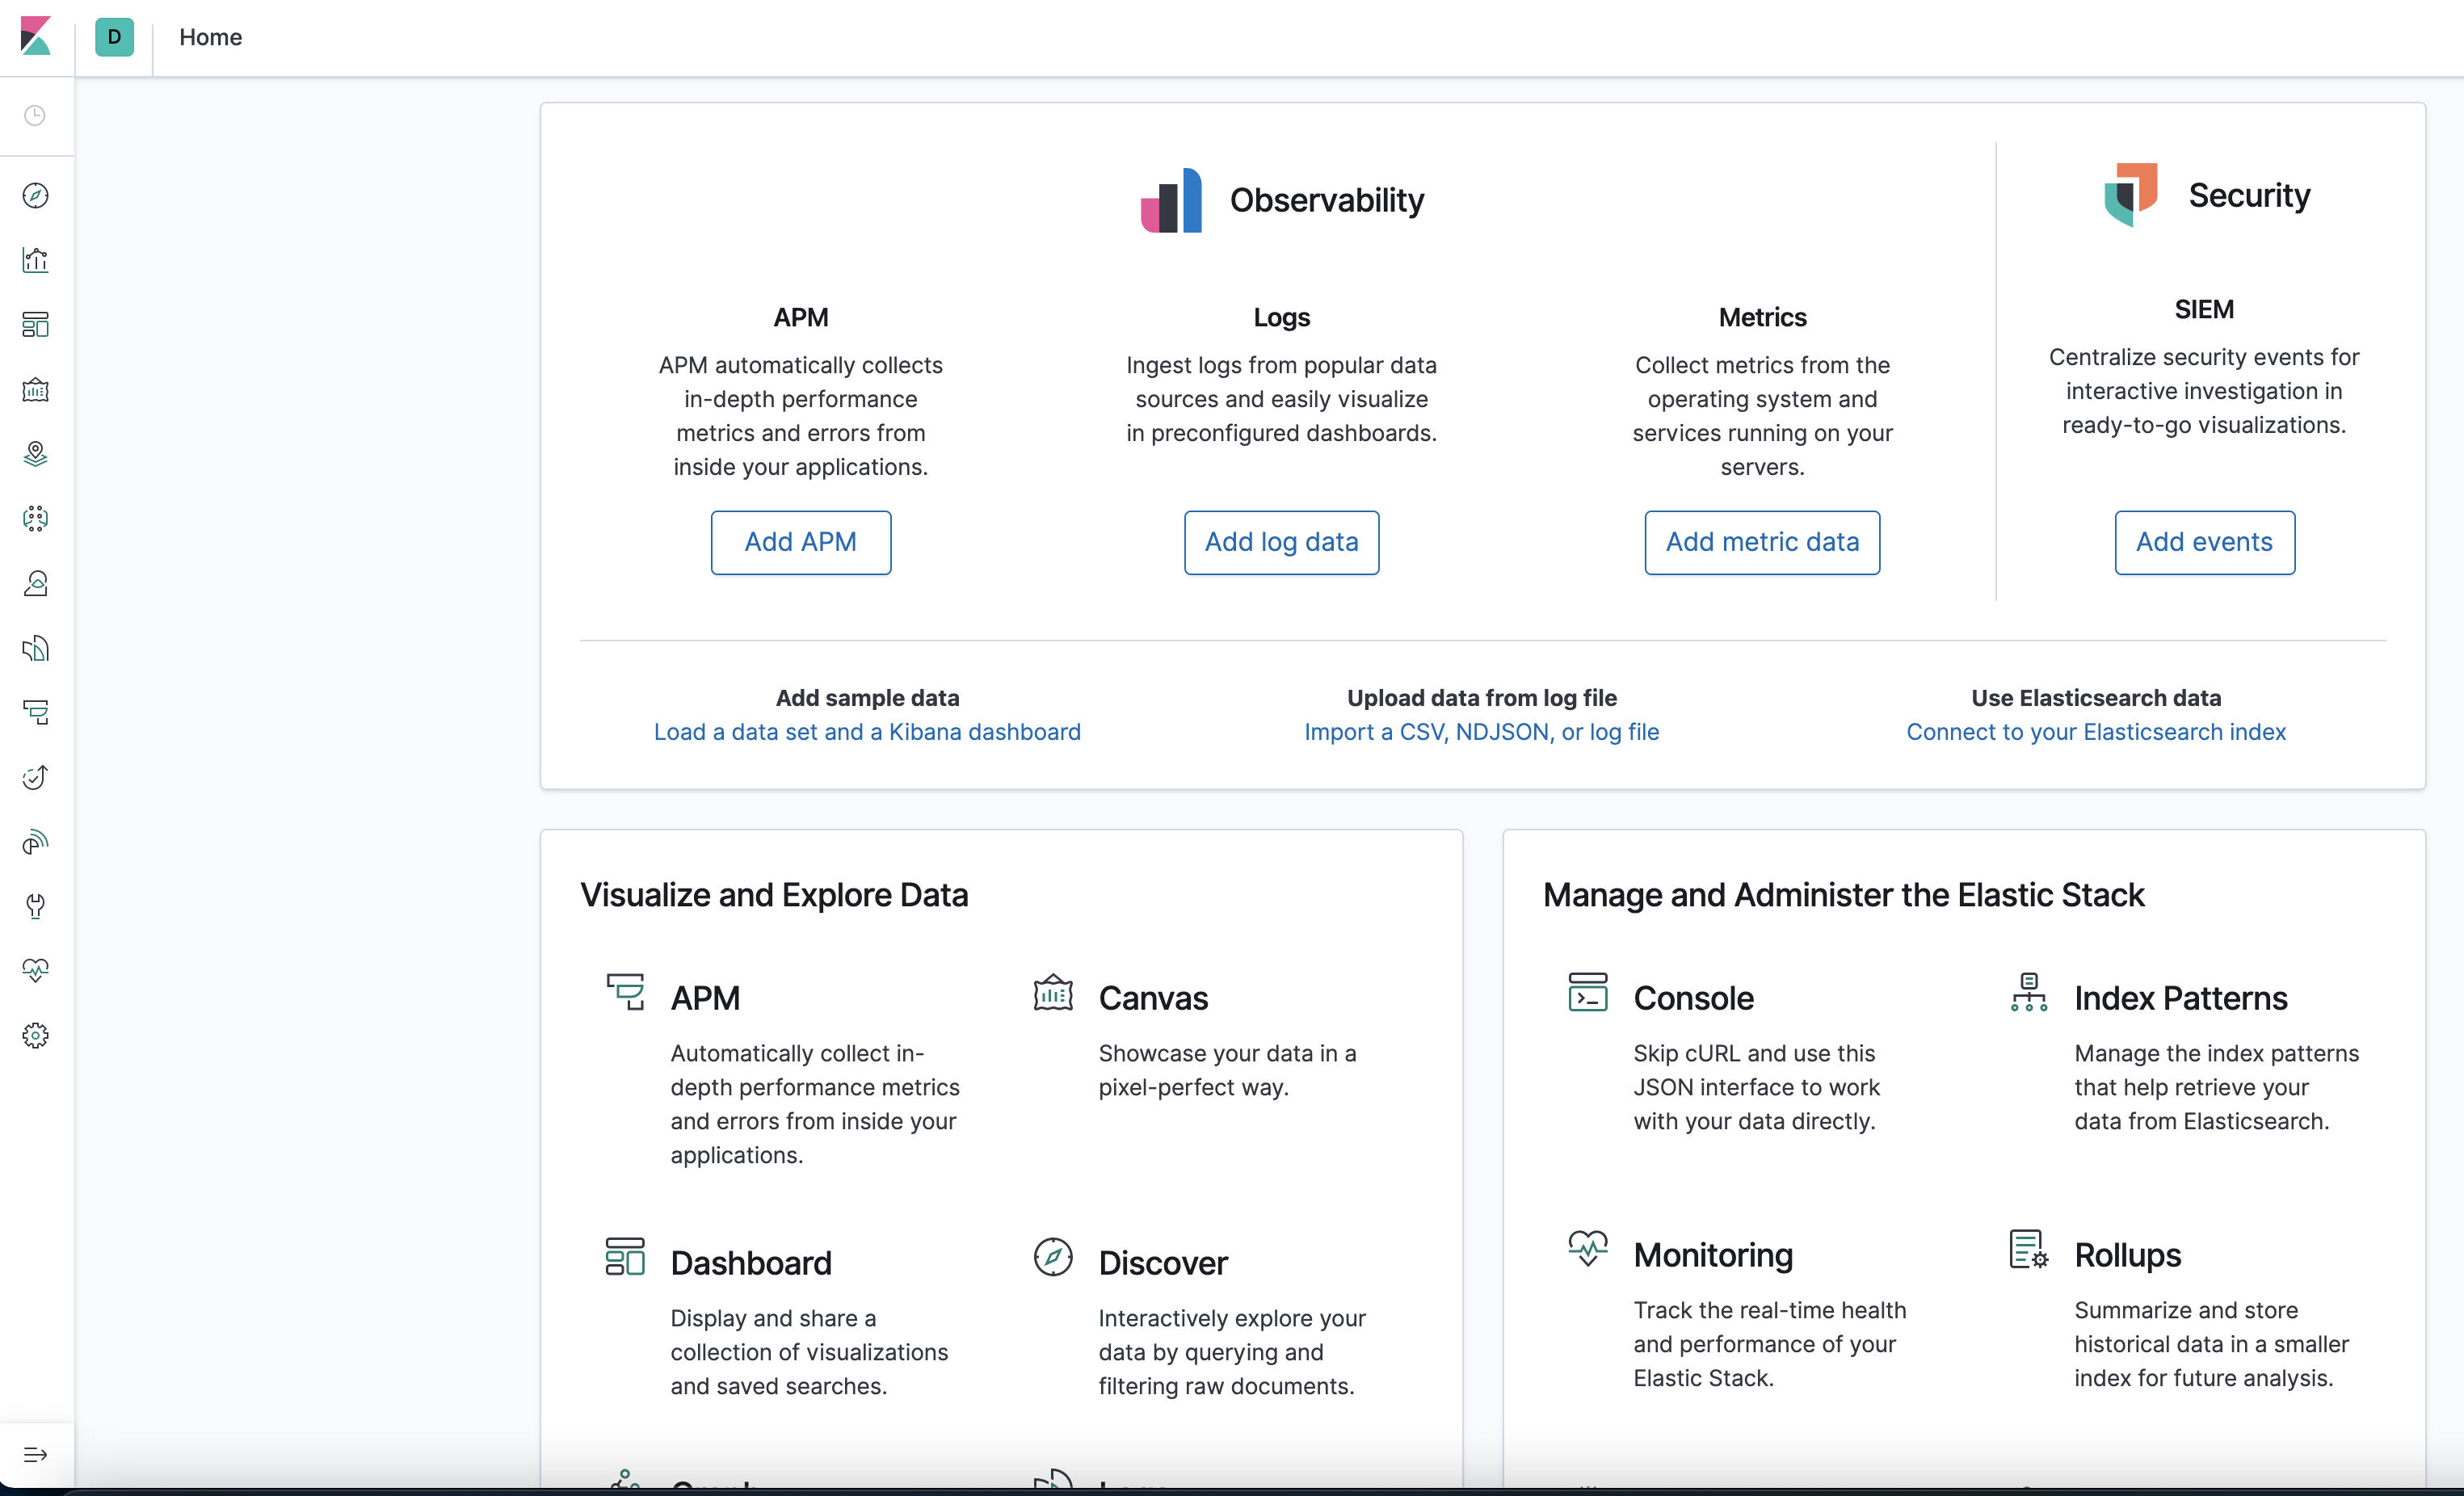 D
Home
Observability
Security
APM
APM automatically collects
in-depth performance
metrics and errors from
inside your applications.
Add APM
Logs
Ingest logs from popular data
sources and easily visualize
in preconfigured dashboards.
Add log data
Metrics
Collect metrics from the
operating system and
services running on your
servers.
Add metric data
SIEM
Centralize security events for
interactive investigation in
ready-to-go visualizations.
Add events
Add sample data
Load a data set and a Kibana dashboard
Upload data from log file
Import a CSV, NDJSON, or log file
Use Elasticsearch data
Connect to your Elasticsearch index
Visualize and Explore Data
APM
Automatically collect in-
depth performance metrics
and errors from inside your
applications.
Canvas
Showcase your data in a
pixel-perfect way.
Dashboard
Display and share a
collection of visualizations
and saved searches.
Discover
Interactively explore your
data by querying and
filtering raw documents.
Manage and Administer the Elastic Stack
Console
Skip cURL and use this
JSON interface to work
with your data directly.
Index Patterns
Manage the index patterns
that help retrieve your
data from Elasticsearch.
Monitoring
Track the real-time health
and performance of your
Elastic Stack.
Rollups
Summarize and store
historical data in a smaller
index for future analysis.